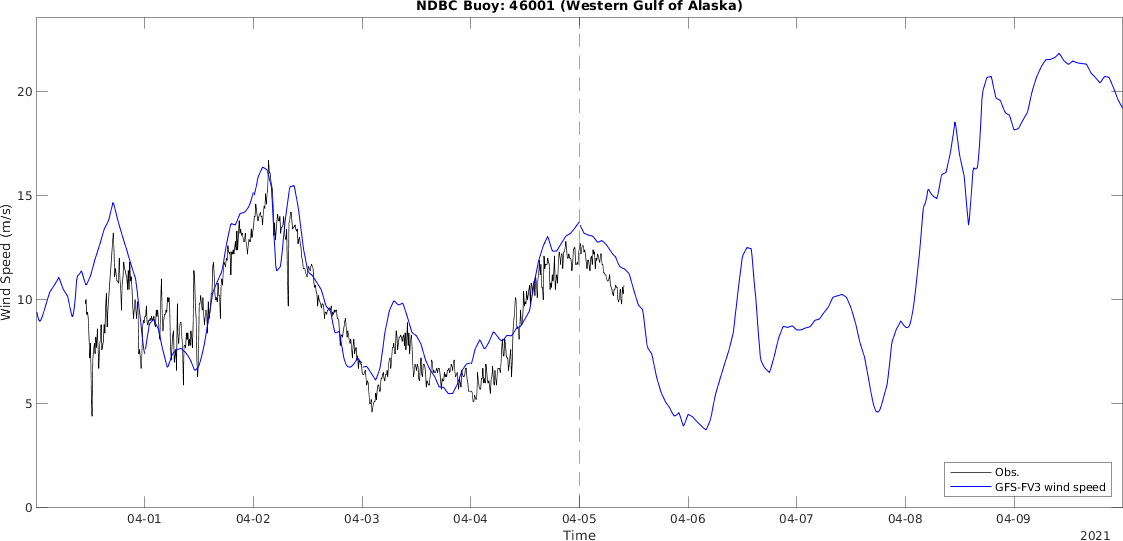 NDBC Buoy: 46001 (Western Gulf of Alaska)
Wind Speed (m/s)
20
15
10
5
0
04-01 04-02 04-03 04-04 04-05 04-06 04-07 04-08 04-09
Time
2021
Obs.
GFS-FV3 wind speed